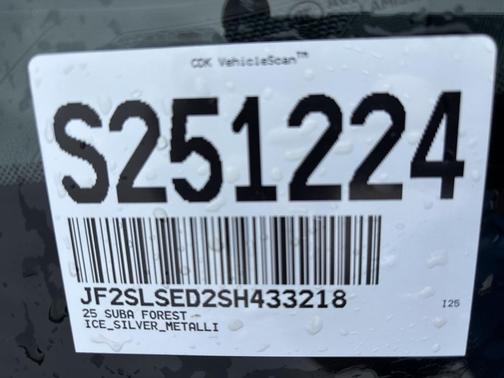 CDK VehicleScan™
S251224
JF2SLSED2SH433218
I25
25 SUBA FOREST
ICE_SILVER_METALLI